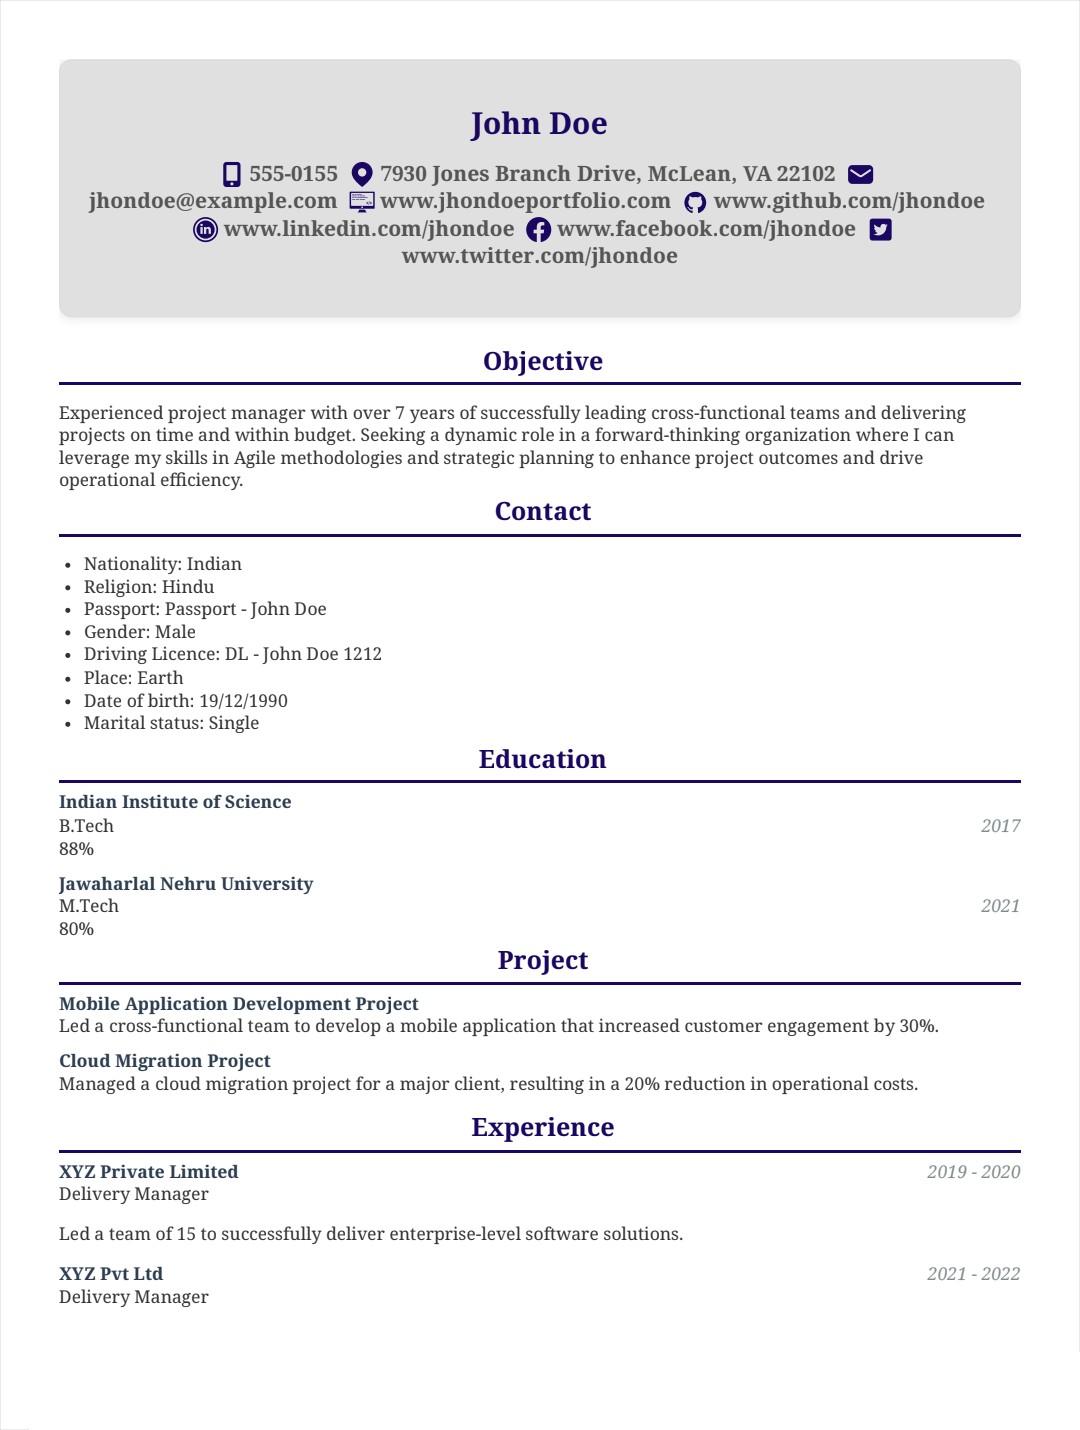 John Doe
555-0155 7930 Jones Branch Drive, McLean, VA 22102
jhondoe@example.com www.jhondoeportfolio.com www.github.com/jhondoe
www.linkedin.com/jhondoe www.facebook.com/jhondoe
www.twitter.com/jhondoe
Objective
Experienced project manager with over 7 years of successfully leading cross-functional teams and delivering
projects on time and within budget. Seeking a dynamic role in a forward-thinking organization where I can
leverage my skills in Agile methodologies and strategic planning to enhance project outcomes and drive
operational efficiency.
Contact
• Nationality: Indian
• Religion: Hindu
• Passport: Passport - John Doe
• Gender: Male
• Driving Licence: DL - John Doe 1212
• Place: Earth
• Date of birth: 19/12/1990
• Marital status: Single
Education
Indian Institute of Science
B.Tech 2017
88%
Jawaharlal Nehru University
M.Tech 2021
80%
Project
Mobile Application Development Project
Led a cross-functional team to develop a mobile application that increased customer engagement by 30%.
Cloud Migration Project
Managed a cloud migration project for a major client, resulting in a 20% reduction in operational costs.
Experience
XYZ Private Limited 2019 - 2020
Delivery Manager
Led a team of 15 to successfully deliver enterprise-level software solutions.
XYZ Pvt Ltd 2021 - 2022
Delivery Manager